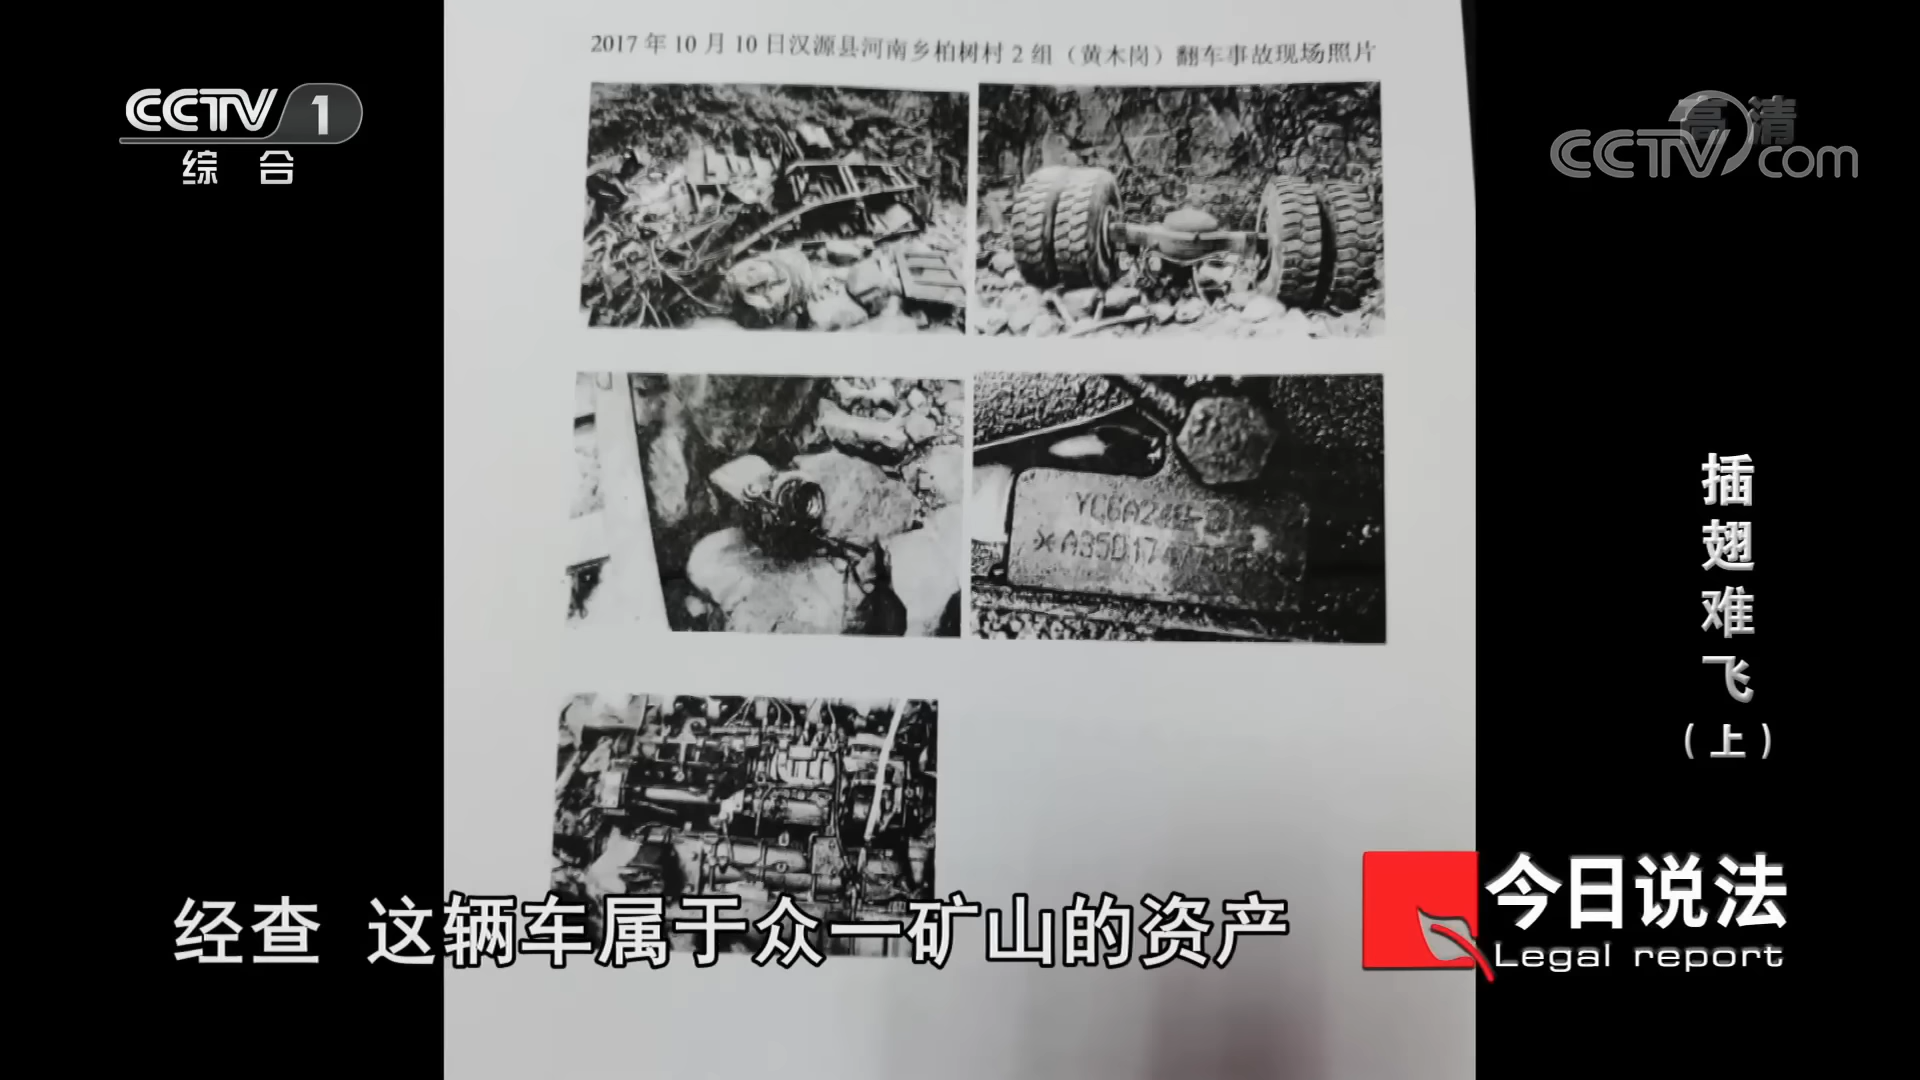 2017年10月10日汉源县河南乡柏树村2组（黄木岗）翻车事故现场照片
CCTV 1
综 合
高清
CCTV.com
YC6A24
*A35D17
插翅难飞
（上）
经查 这辆车属于众一矿山的资产
今日说法
Legal report